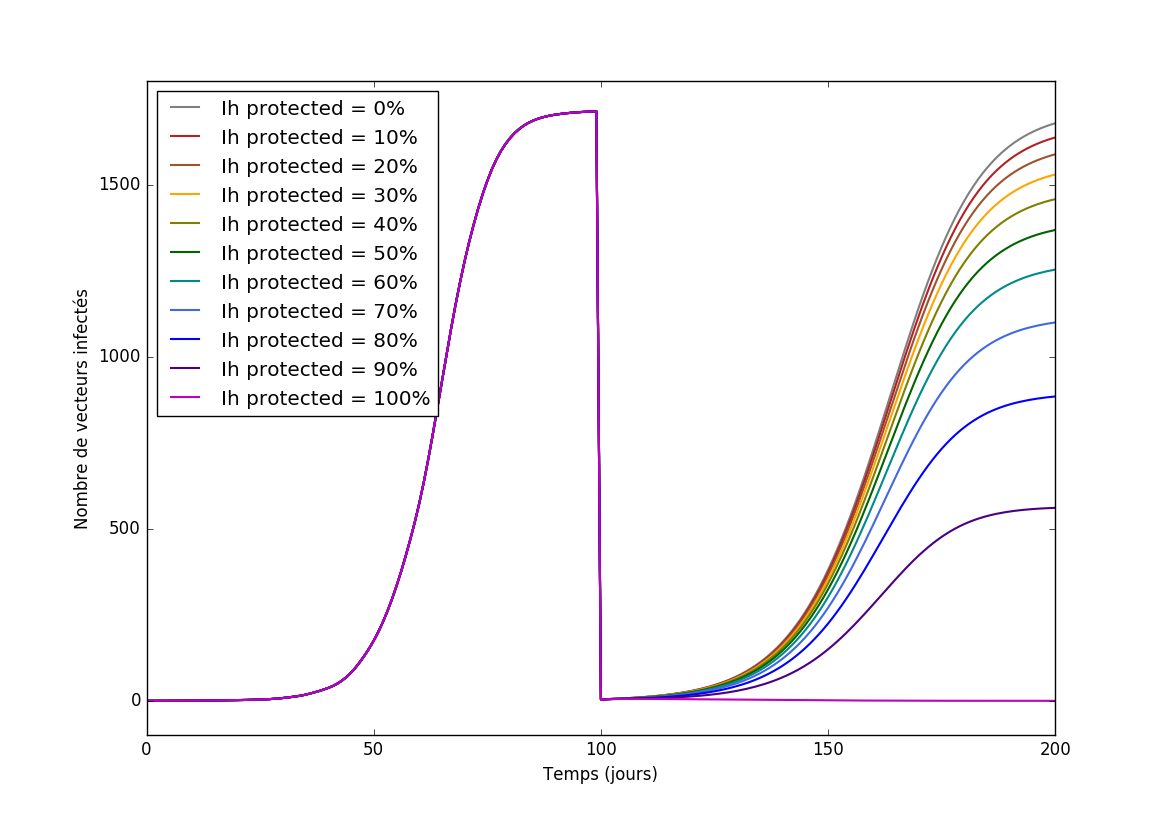 Ih protected = 0%
Ih protected = 10%
Ih protected = 20%
Ih protected = 30%
Ih protected = 40%
Ih protected = 50%
Ih protected = 60%
Ih protected = 70%
Ih protected = 80%
Ih protected = 90%
Ih protected = 100%
1500
1000
500
0
Nombre de vecteurs infectés
0 50 100 150 200
Temps (jours)